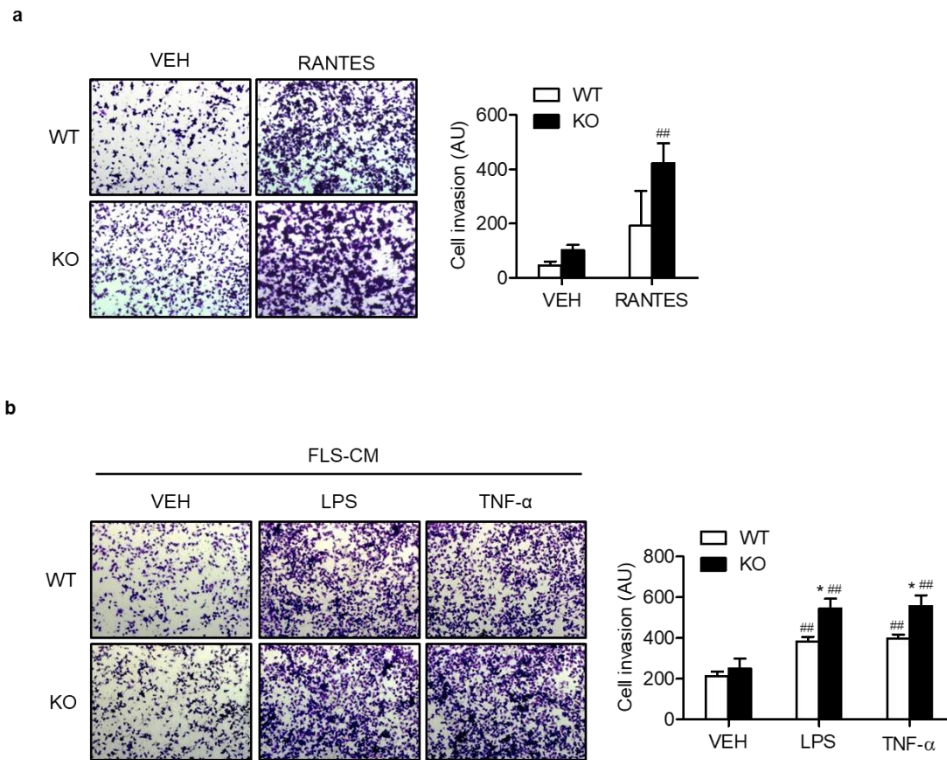 a
VEH RANTES
WT
KO
WT
KO
Cell invasion (AU)
600
400
200
0
##
VEH RANTES
b
FLS-CM
VEH LPS TNF-α
WT
KO
WT
KO
Cell invasion (AU)
800
600
400
200
0
## * ## ## * ##
VEH LPS TNF-α